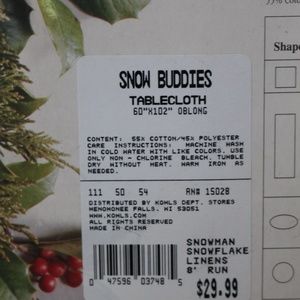 55% cot
Shape
SNOW BUDDIES
TABLECLOTH
60"X102" OBLONG
CONTENT: 55% COTTON/45% POLYESTER
CARE INSTRUCTIONS: MACHINE WASH
IN COLD WATER WITH LIKE COLORS. USE
ONLY NON - CHLORINE BLEACH. TUMBLE
DRY WITHOUT HEAT. WARM IRON AS
NEEDED.
111 50 54 RN# 15028
DISTRIBUTED BY KOHLS DEPT. STORES
MENOMONEE FALLS, WI 53051
WWW.KOHLS.COM
ALL RIGHTS RESERVED
MADE IN CHINA
SNOWMAN
SNOWFLAKE
LINENS
8' RUN
$29.99
0 47596 03748 5